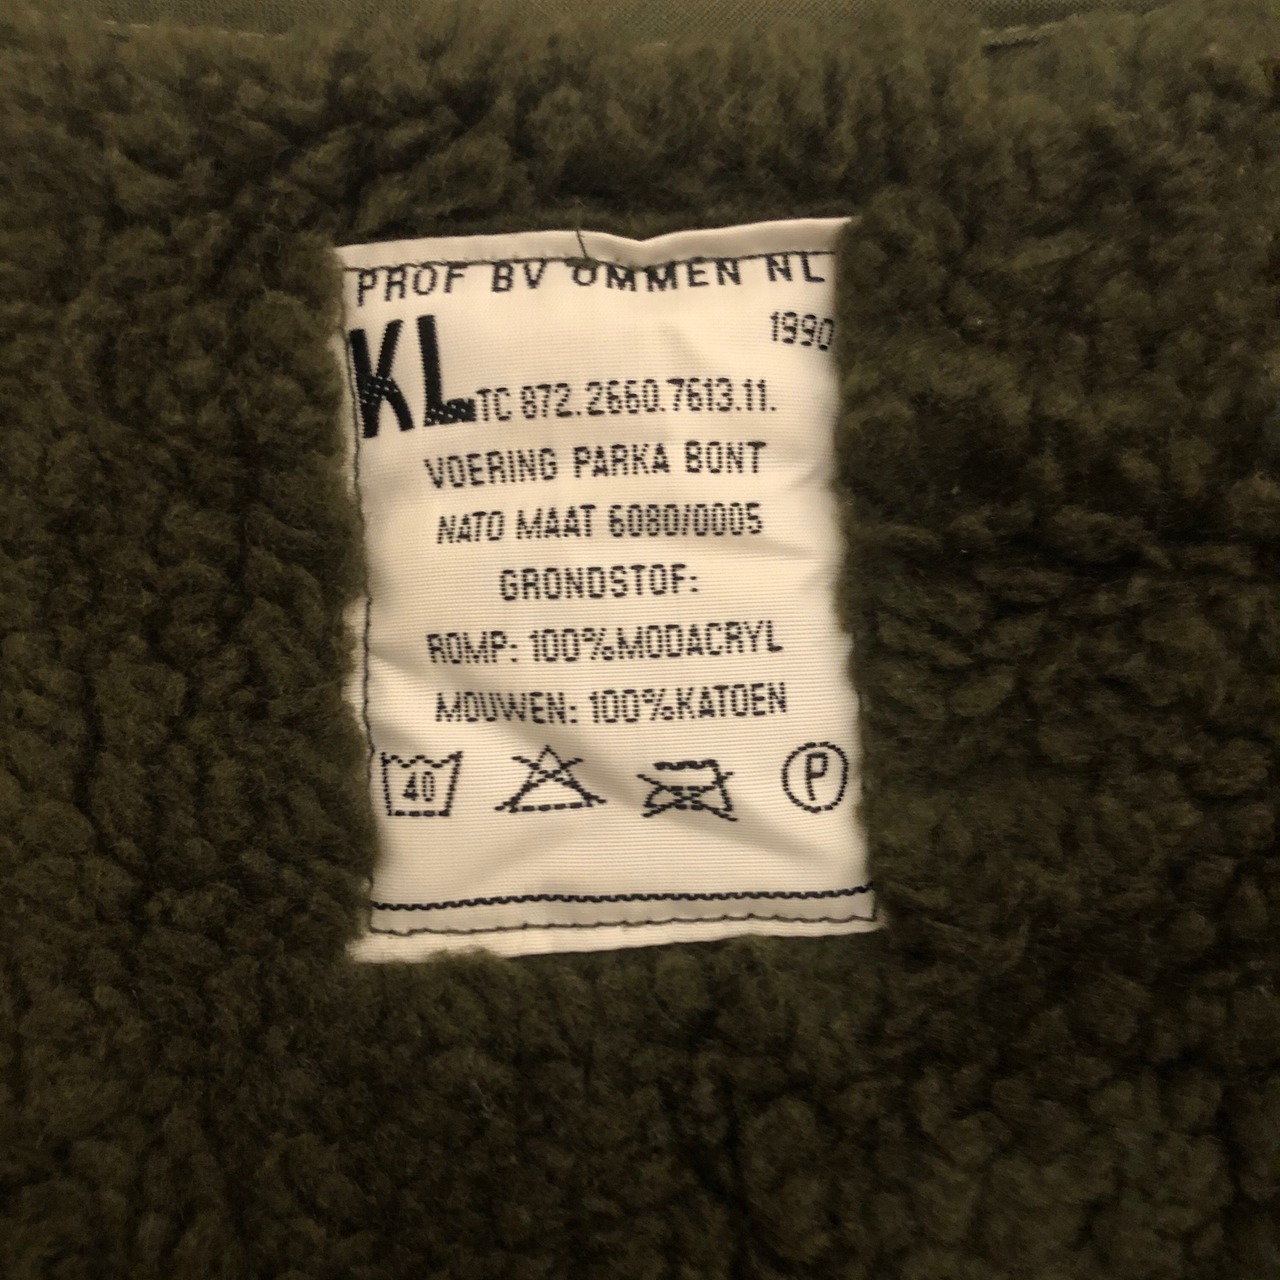 PROF BV OMMEN NL
1990
KL TC 872.2660.7613.11.
VOERING PARKA BONT
NATO MAAT 6080/0005
GRONDSTOF:
ROMP: 100%MODACRYL
MOUWEN: 100%KATOEN
40
P